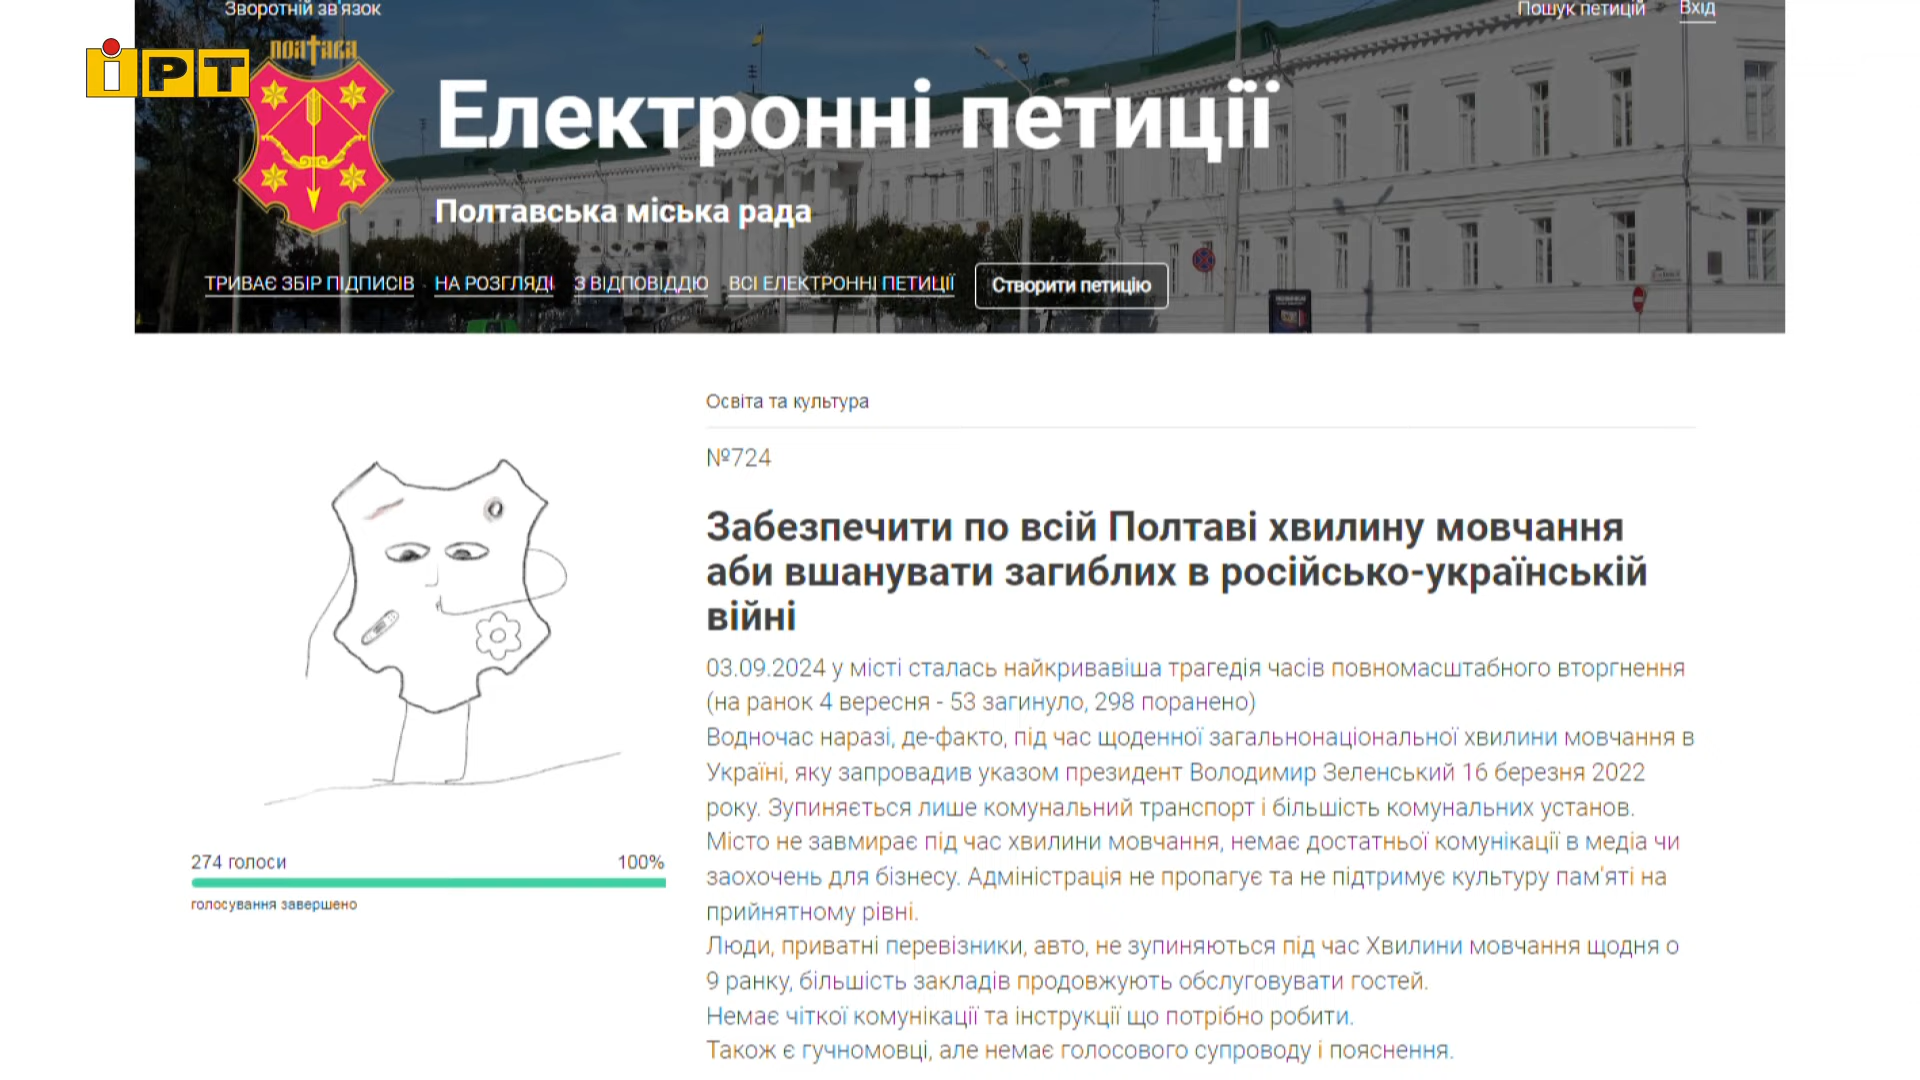 Зворотній зв'язок
Пошук петицій
Вхід
іРТ
полтава
Електронні петиції
Полтавська міська рада
ТРИВАЄ ЗБІР ПІДПИСІВ
НА РОЗГЛЯДІ
З ВІДПОВІДДЮ
ВСІ ЕЛЕКТРОННІ ПЕТИЦІЇ
Створити петицію
Освіта та культура
№724
Забезпечити по всій Полтаві хвилину мовчання
аби вшанувати загиблих в російсько-українській
війні
03.09.2024 у місті сталась найкривавіша трагедія часів повномасштабного вторгнення
(на ранок 4 вересня - 53 загинуло, 298 поранено)
Водночас наразі, де-факто, під час щоденної загальнонаціональної хвилини мовчання в
Україні, яку запровадив указом президент Володимир Зеленський 16 березня 2022
року. Зупиняється лише комунальний транспорт і більшість комунальних установ.
Місто не завмирає під час хвилини мовчання, немає достатньої комунікації в медіа чи
заохочень для бізнесу. Адміністрація не пропагує та не підтримує культуру пам'яті на
прийнятному рівні.
Люди, приватні перевізники, авто, не зупиняються під час Хвилини мовчання щодня о
9 ранку, більшість закладів продовжують обслуговувати гостей.
Немає чіткої комунікації та інструкції що потрібно робити.
Також є гучномовці, але немає голосового супроводу і пояснення.
274 голоси
100%
голосування завершено